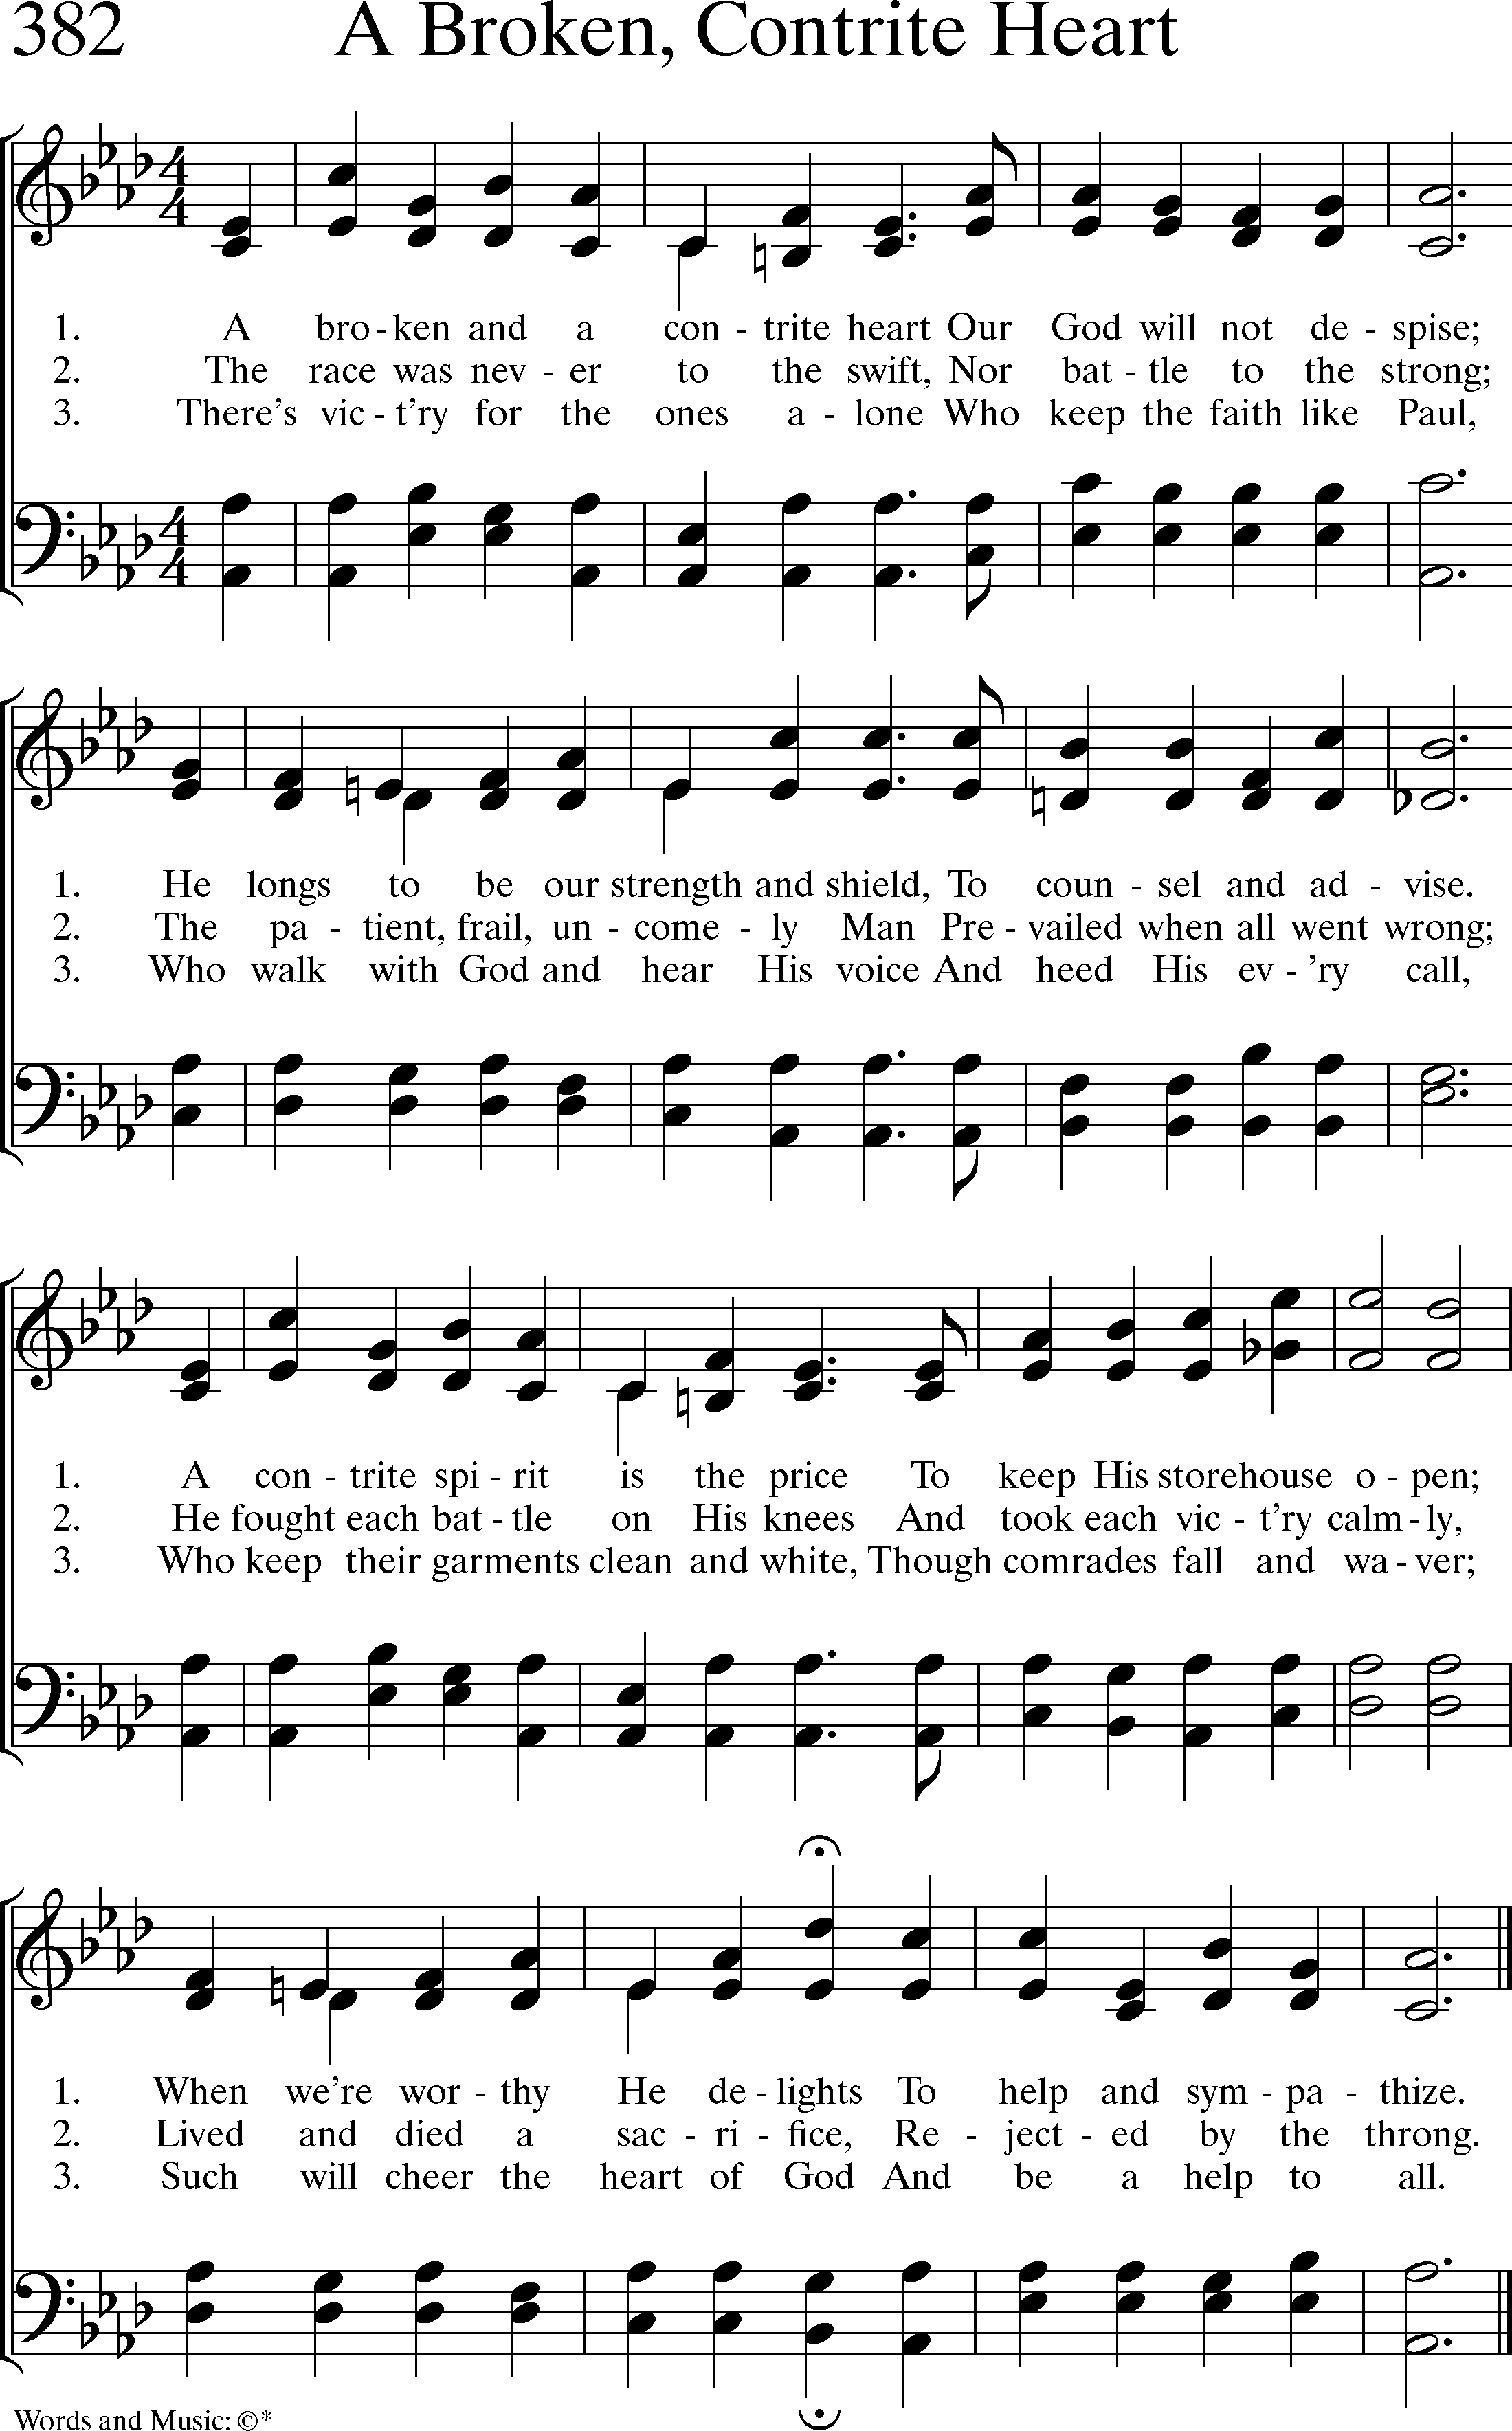 382 A Broken, Contrite Heart
1. A bro - ken and a con - trite heart Our God will not de - spise;
2. The race was nev - er to the swift, Nor bat - tle to the strong;
3. There's vic - t'ry for the ones a - lone Who keep the faith like Paul,
1. He longs to be our strength and shield, To coun - sel and ad - vise.
2. The pa - tient, frail, un - come - ly Man Pre - vailed when all went wrong;
3. Who walk with God and hear His voice And heed His ev - 'ry call,
1. A con - trite spi - rit is the price To keep His storehouse o - pen;
2. He fought each bat - tle on His knees And took each vic - t'ry calm - ly,
3. Who keep their garments clean and white, Though comrades fall and wa - ver;
1. When we're wor - thy He de - lights To help and sym - pa - thize.
2. Lived and died a sac - ri - fice, Re - ject - ed by the throng.
3. Such will cheer the heart of God And be a help to all.
Words and Music: ©*